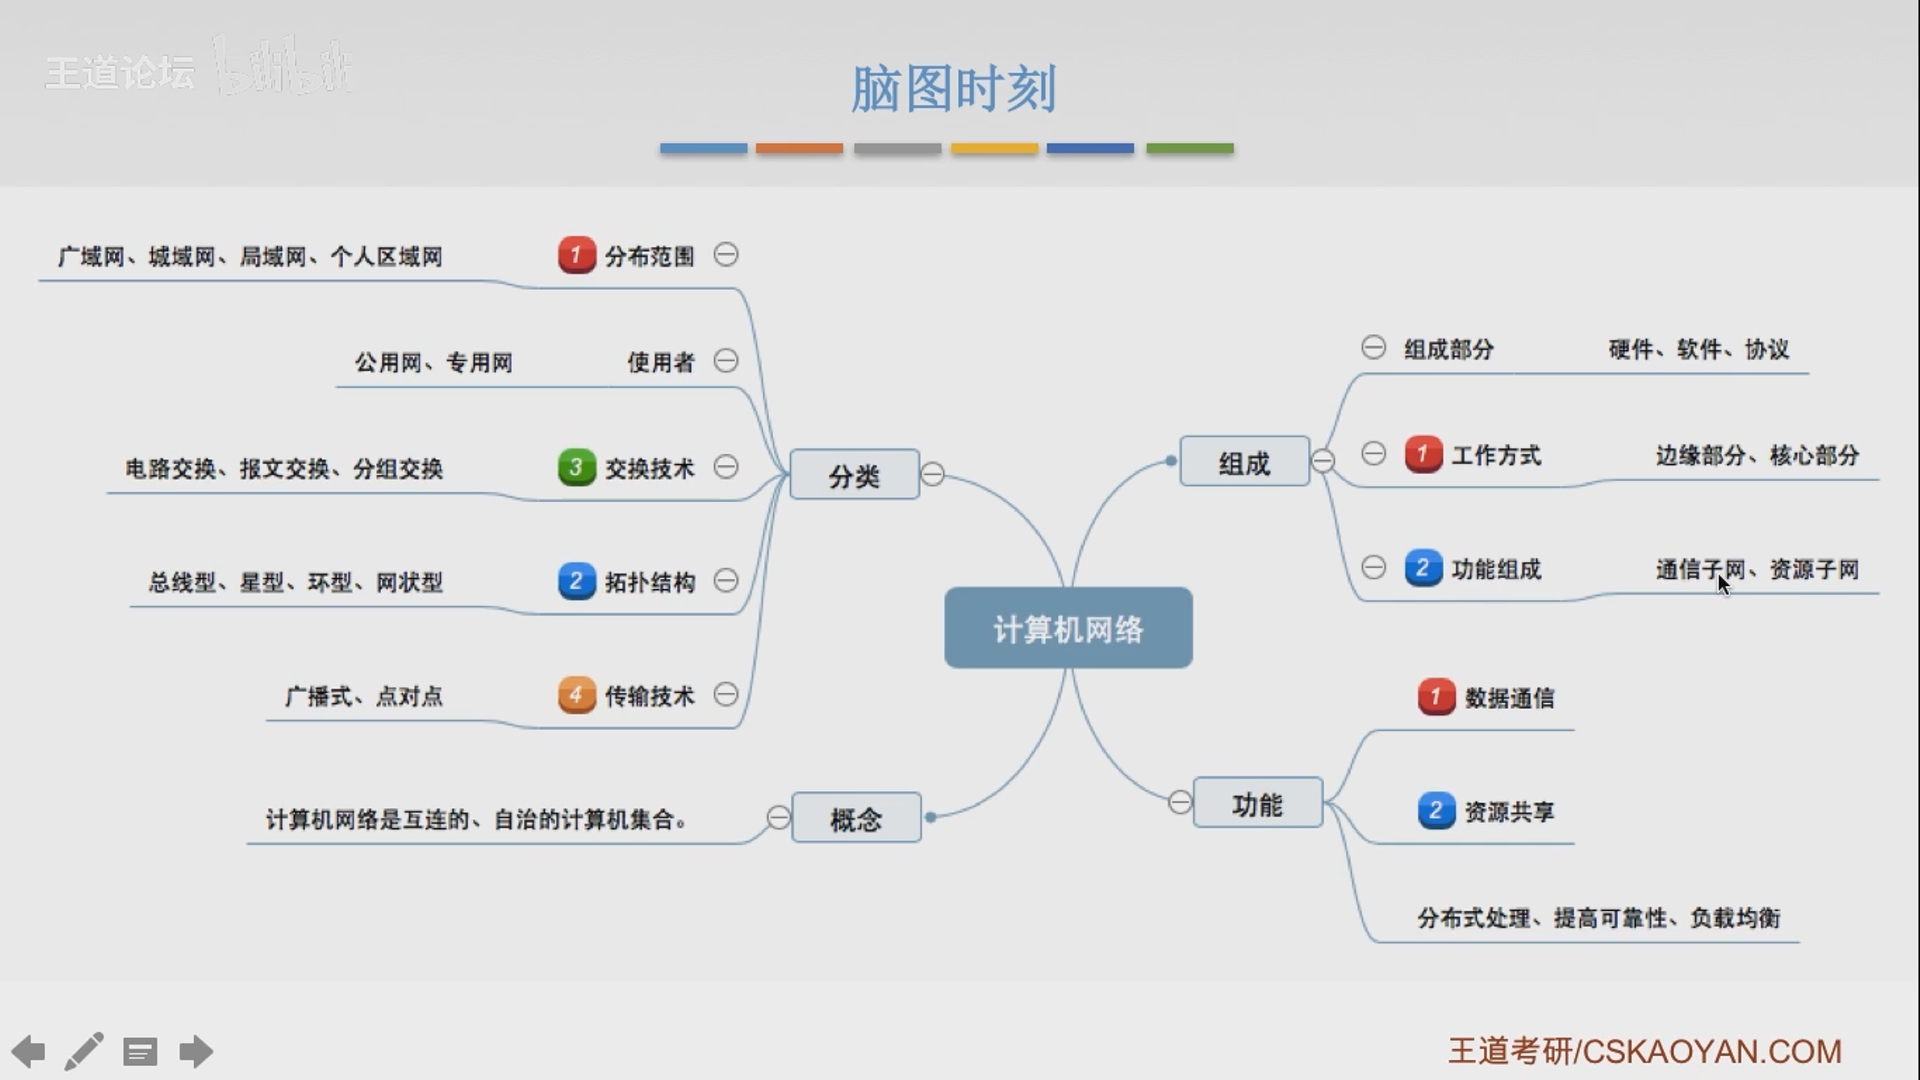 王道论坛 bilibili
脑图时刻
广域网、城域网、局域网、个人区域网
1 分布范围
公用网、专用网
使用者
电路交换、报文交换、分组交换
3 交换技术
总线型、星型、环型、网状型
2 拓扑结构
广播式、点对点
4 传输技术
分类
计算机网络是互连的、自治的计算机集合。
概念
计算机网络
组成
组成部分
硬件、软件、协议
1 工作方式
边缘部分、核心部分
2 功能组成
通信子网、资源子网
功能
1 数据通信
2 资源共享
分布式处理、提高可靠性、负载均衡
王道考研/CSKAOYAN.COM